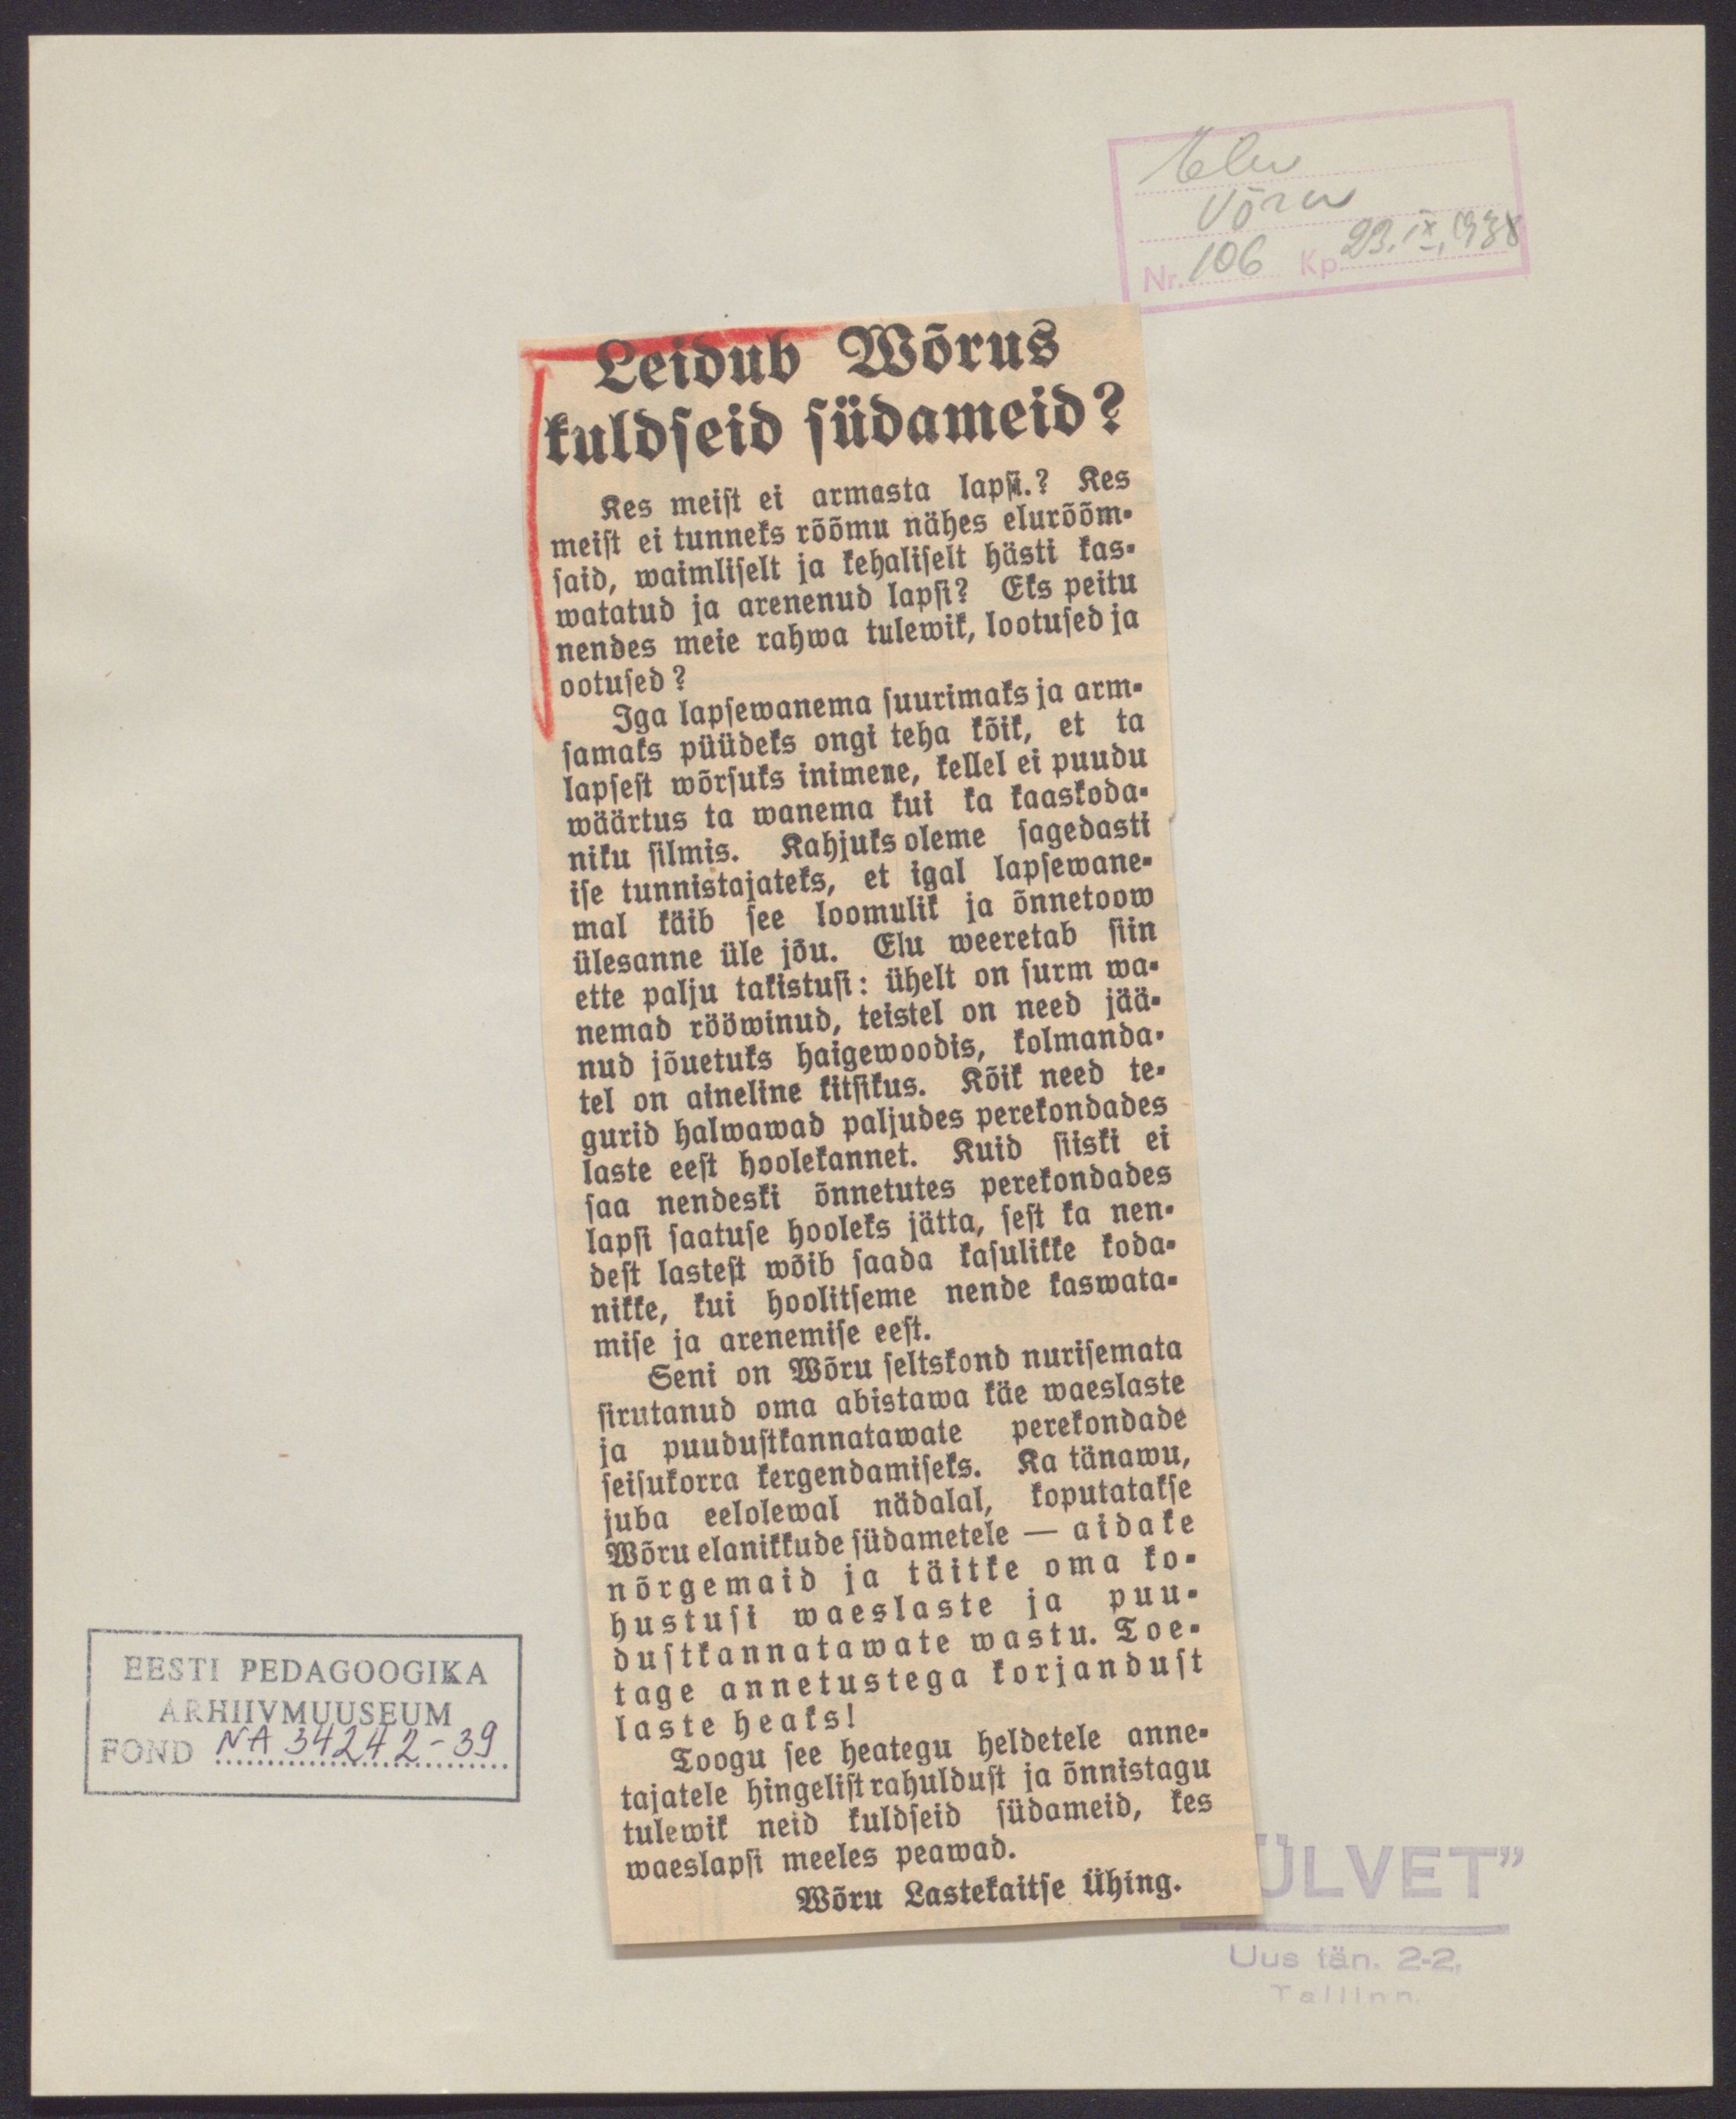 Elu
Võru
Nr. 106 Kp 23. IX. 1938
Leidub Wõrus
kuldseid südameid?
Kes meist ei armasta lapsi.? Kes
meist ei tunneks rõõmu nähes elurõõm-
said, waimliselt ja kehaliselt hästi kas-
watatud ja arenenud lapsi? Eks peitu
nendes meie rahwa tulewik, lootused ja
ootused?
Iga lapsewanema suurimaks ja arm-
samaks püüdeks ongi teha kõik, et ta
lapsest wõrsuks inimene, kellel ei puudu
wäärtus ta wanema kui ka kaaskoda-
niku silmis. Kahjuks oleme sagedasti
ise tunnistajateks, et igal lapsewane-
mal käib see loomulik ja õnnetoow
ülesanne üle jõu. Elu weeretab siin
ette palju takistusi: ühelt on surm wa-
nemad rööwinud, teistel on need jää-
nud jõuetuks haigewoodis, kolmanda-
tel on aineline kitsikus. Kõik need te-
gurid halwawad paljudes perekondades
laste eest hoolekannet. Kuid siiski ei
saa nendeski õnnetutes perekondades
lapsi saatuse hooleks jätta, sest ka nen-
dest lastest wõib saada kasulikke koda-
nikke, kui hoolitseme nende kaswata-
mise ja arenemise eest.
Seni on Wõru seltskond nurisemata
sirutanud oma abistawa käe waeslaste
ja puudustkannatawate perekondade
seisukorra kergendamiseks. Ka tänawu,
juba eelolewal nädalal, koputatakse
Wõru elanikkude südametele — aidake
nõrgemaid ja täitke oma ko-
hustusi waeslaste ja puu-
dustkannatawate wastu. Toe-
tage annetustega korjandust
laste heaks!
Toogu see heategu heldetele anne-
tajatele hingelist rahuldust ja õnnistagu
tulewik neid kuldseid südameid, kes
waeslapsi meeles peawad.
Wõru Lastekaitse Ühing.
EESTI PEDAGOOGIKA
ARHIIVMUUSEUM
FOND NA 34242-39
ÜLVET”
Uus tän. 2-2,
Tallinn.